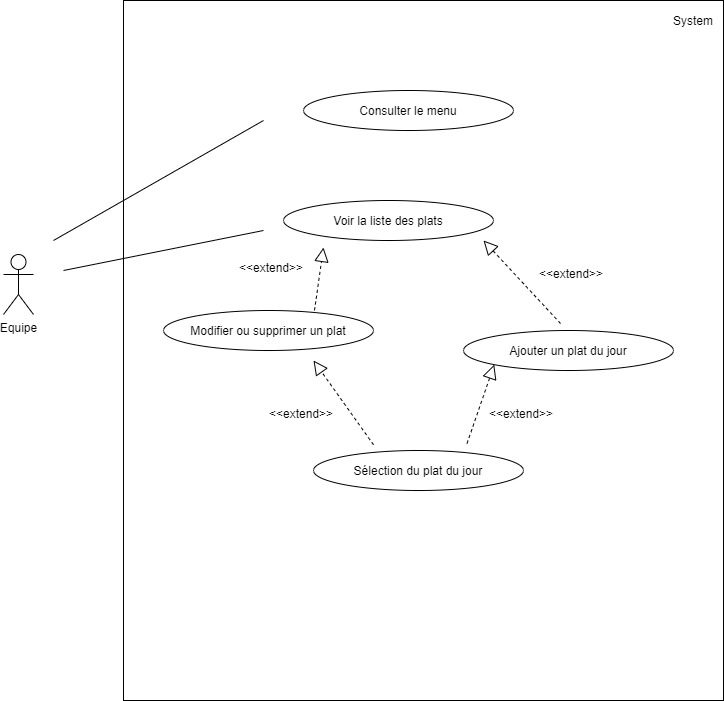 System
Consulter le menu
Voir la liste des plats
<<extend>>
<<extend>>
Equipe
Modifier ou supprimer un plat
Ajouter un plat du jour
<<extend>>
<<extend>>
Sélection du plat du jour